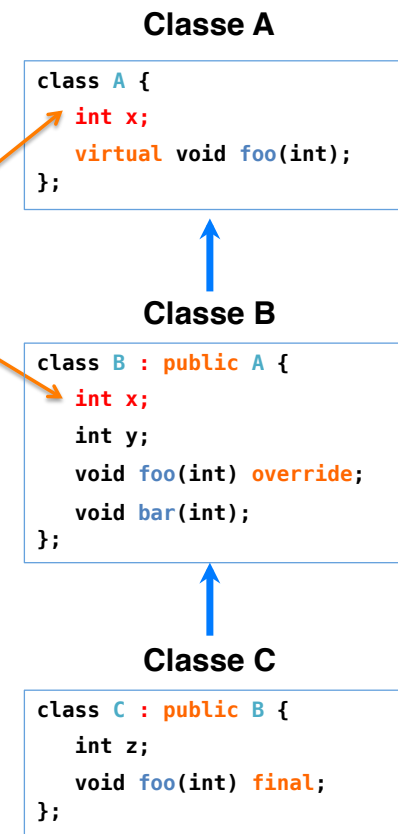 Classe A
class A {
int x;
virtual void foo(int);
};
Classe B
class B : public A {
int x;
int y;
void foo(int) override;
void bar(int);
};
Classe C
class C : public B {
int z;
void foo(int) final;
};